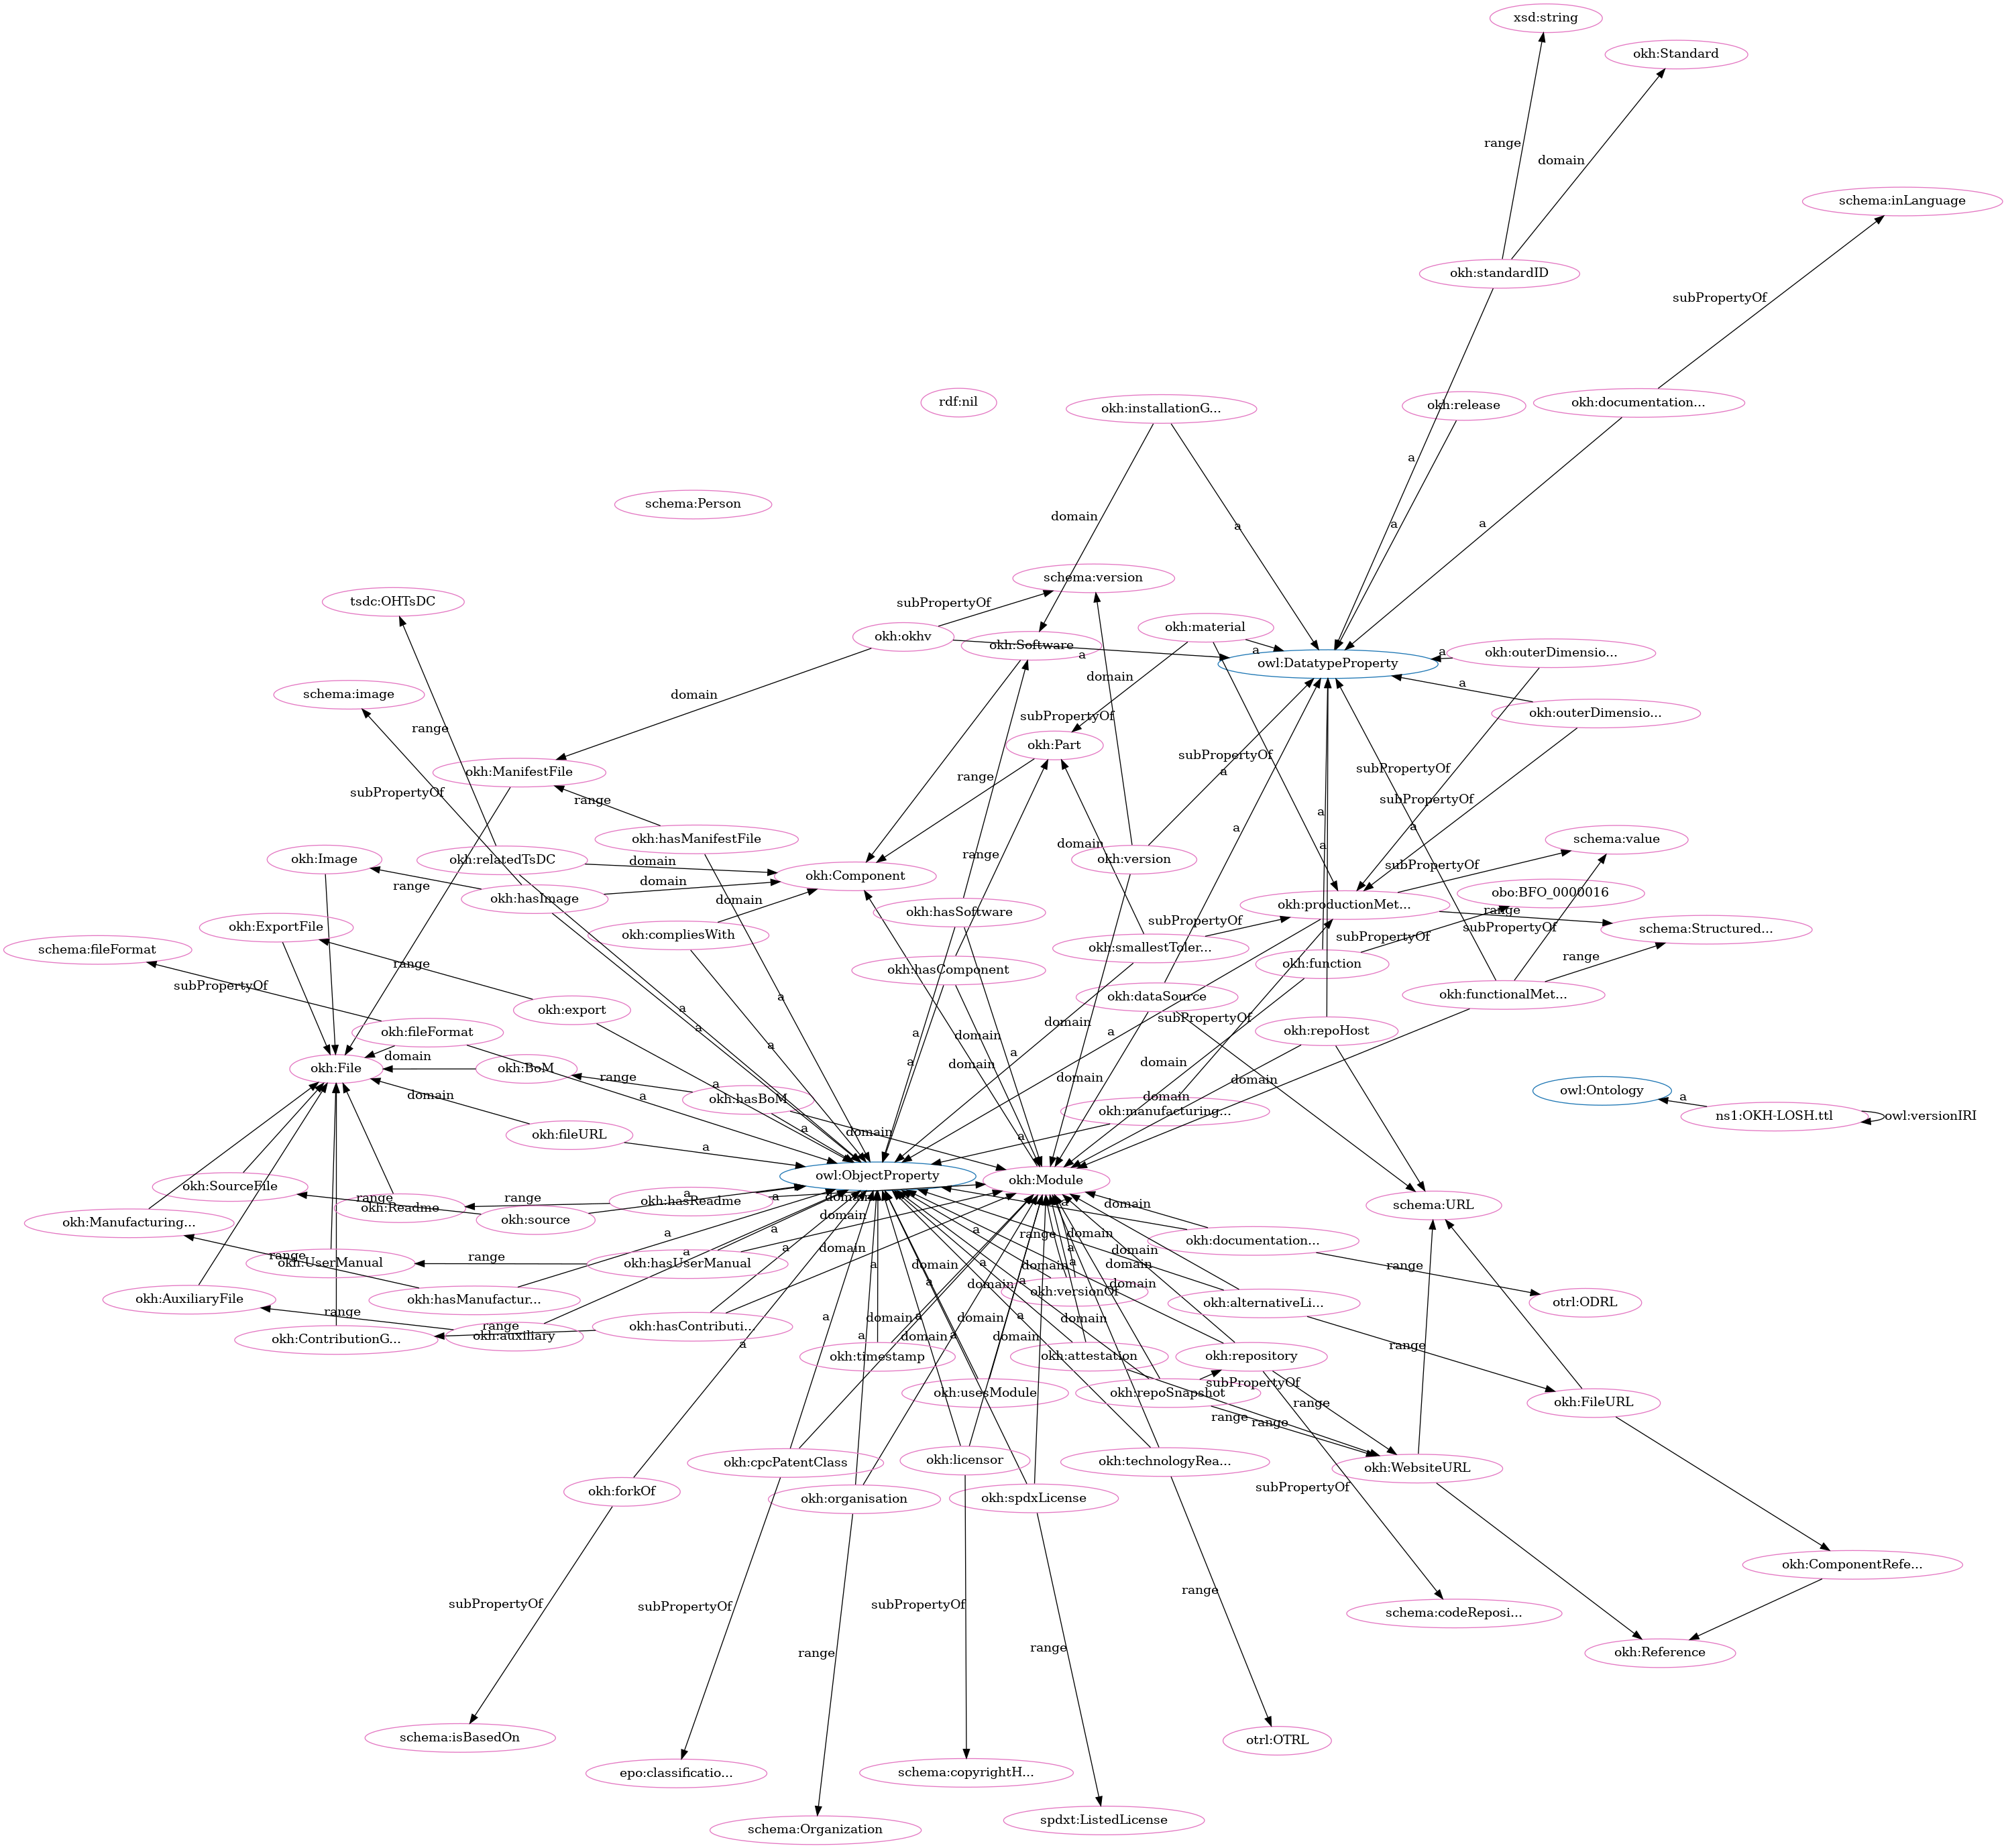 xsd:string
okh:Standard
range
domain
schema:inLanguage
okh:standardID
subPropertyOf
rdf:nil
okh:installationG...
okh:release
okh:documentation...
a
schema:Person
domain
a
a
a
schema:version
tsdc:OHTsDC
subPropertyOf
okh:okhv
okh:Software
okh:material
a
a
owl:DatatypeProperty
a
okh:outerDimensio...
schema:image
domain
domain
a
okh:outerDimensio...
range
subPropertyOf
okh:Part
okh:ManifestFile
subPropertyOf
range
range
subPropertyOf
a
subPropertyOf
subPropertyOf
okh:hasManifestFile
a
a
a
schema:value
okh:Image
okh:relatedTsDC
domain
range
domain
okh:version
a
subPropertyOf
okh:Component
range
okh:hasImage
domain
domain
okh:hasSoftware
okh:productionMet...
range
obo:BFO_0000016
okh:ExportFile
okh:compliesWith
subPropertyOf
subPropertyOf
schema:Structured...
schema:fileFormat
range
okh:smallestToler...
subPropertyOf
okh:function
range
subPropertyOf
okh:hasComponent
okh:dataSource
okh:functionalMet...
okh:export
a
a
a
okh:fileFormat
a
a
domain
subPropertyOf
okh:repoHost
a
a
domain
okh:File
okh:BoM
range
a
domain
domain
domain
domain
domain
owl:Ontology
a
ns1:OKH-LOSH.ttl
owl:versionIRI
domain
a
okh:hasBoM
domain
okh:manufacturing...
okh:fileURL
a
a
domain
a
owl:ObjectProperty
okh:Module
okh:SourceFile
range
okh:Readme
range
okh:hasReadme
a
a
domain
schema:URL
okh:Manufacturing...
okh:source
domain
a
domain
okh:documentation...
range
okh:UserManual
range
okh:hasUserManual
a
a
a
domain
a
range
domain
a
domain
domain
range
okh:AuxiliaryFile
range
okh:hasManufactur...
a
domain
a
a
domain
a
a
domain
a
okh:versionOf
domain
okh:alternativeLi...
otrl:ODRL
okh:ContributionG...
range
okh:auxiliary
okh:hasContributi...
a
a
domain
a
domain
a
domain
domain
a
domain
range
okh:timestamp
okh:attestation
okh:repository
okh:usesModule
okh:repoSnapshot
subPropertyOf
range
range
range
okh:FileURL
okh:cpcPatentClass
okh:licensor
okh:technologyRea...
okh:WebsiteURL
okh:forkOf
okh:organisation
okh:spdxLicense
subPropertyOf
okh:ComponentRefe...
subPropertyOf
subPropertyOf
subPropertyOf
range
range
range
schema:codeReposi...
okh:Reference
schema:isBasedOn
otrl:OTRL
epo:classificatio...
schema:copyrightH...
spdxt:ListedLicense
schema:Organization